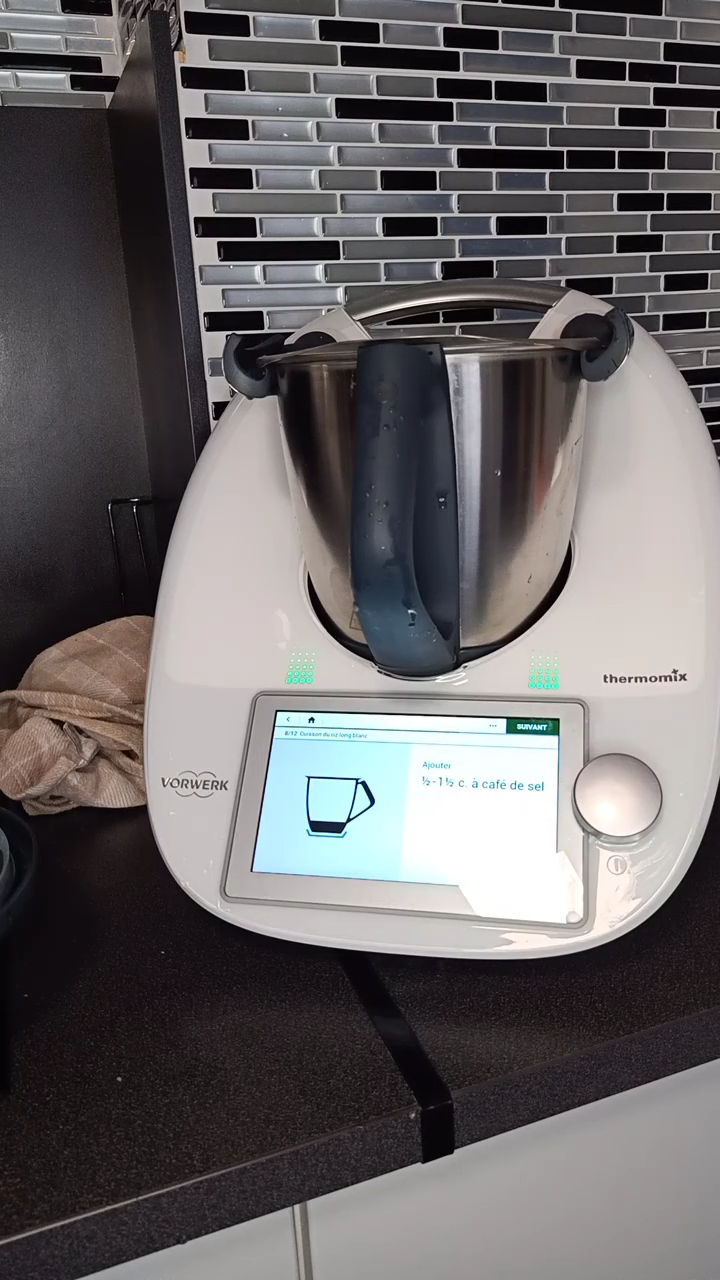 thermomix
VORWERK
SUIVANT
8/12 Cuisson du riz long blanc
Ajouter
½ - 1 ½ c. à café de sel